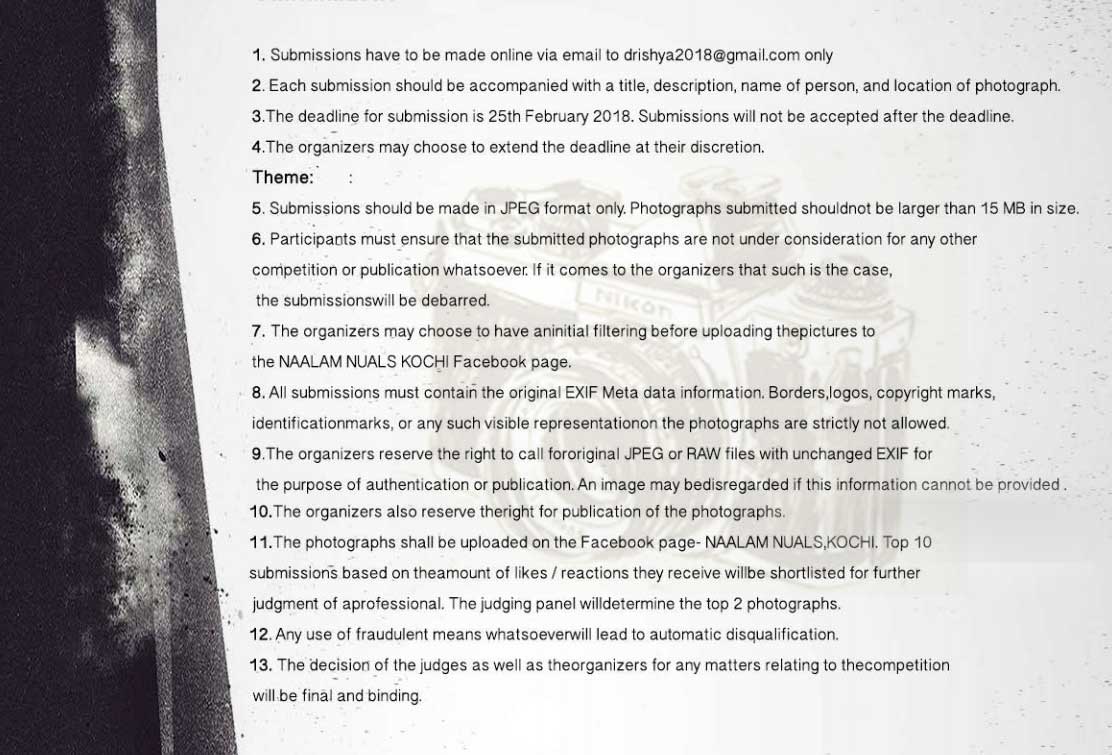 1. Submissions have to be made online via email to drishya2018@gmail.com only
2. Each submission should be accompanied with a title, description, name of person, and location of photograph.
3.The deadline for submission is 25th February 2018. Submissions will not be accepted after the deadline.
4.The organizers may choose to extend the deadline at their discretion.
Theme: :
5. Submissions should be made in JPEG format only. Photographs submitted shouldnot be larger than 15 MB in size.
6. Participants must ensure that the submitted photographs are not under consideration for any other
competition or publication whatsoever. If it comes to the organizers that such is the case,
the submissionswill be debarred.
Nikon
7. The organizers may choose to have aninitial filtering before uploading thepictures to
the NAALAM NUALS KOCHI Facebook page.
8. All submissions must contain the original EXIF Meta data information. Borders,logos, copyright marks,
identificationmarks, or any such visible representationon the photographs are strictly not allowed.
9.The organizers reserve the right to call fororiginal JPEG or RAW files with unchanged EXIF for
the purpose of authentication or publication. An image may bedisregarded if this information cannot be provided .
10.The organizers also reserve theright for publication of the photographs.
11.The photographs shall be uploaded on the Facebook page- NAALAM NUALS,KOCHI. Top 10
submissions based on theamount of likes / reactions they receive willbe shortlisted for further
judgment of aprofessional. The judging panel willdetermine the top 2 photographs.
12. Any use of fraudulent means whatsoeverwill lead to automatic disqualification.
13. The decision of the judges as well as theorganizers for any matters relating to thecompetition
will be final and binding.